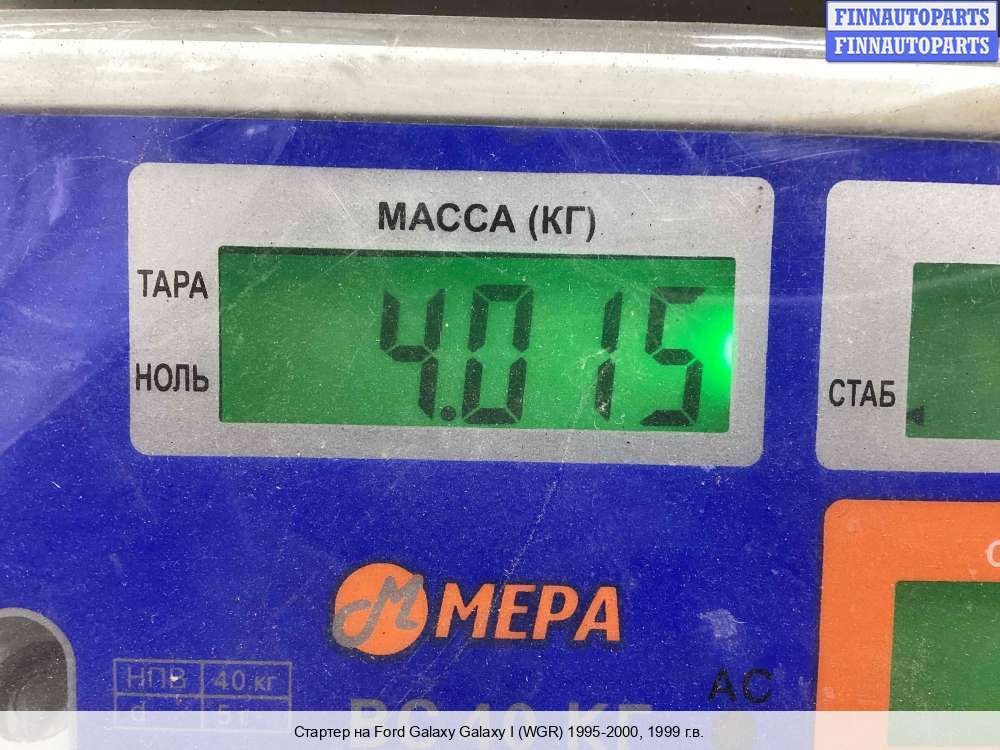 FINNAUTOPARTS
FINNAUTOPARTS
МАССА (КГ)
ТАРА
4.015
НОЛЬ
СТАБ
МЕРА
НПВ 40 кг
АС
d 5 г
Стартер на Ford Galaxy Galaxy I (WGR) 1995-2000, 1999 г.в.